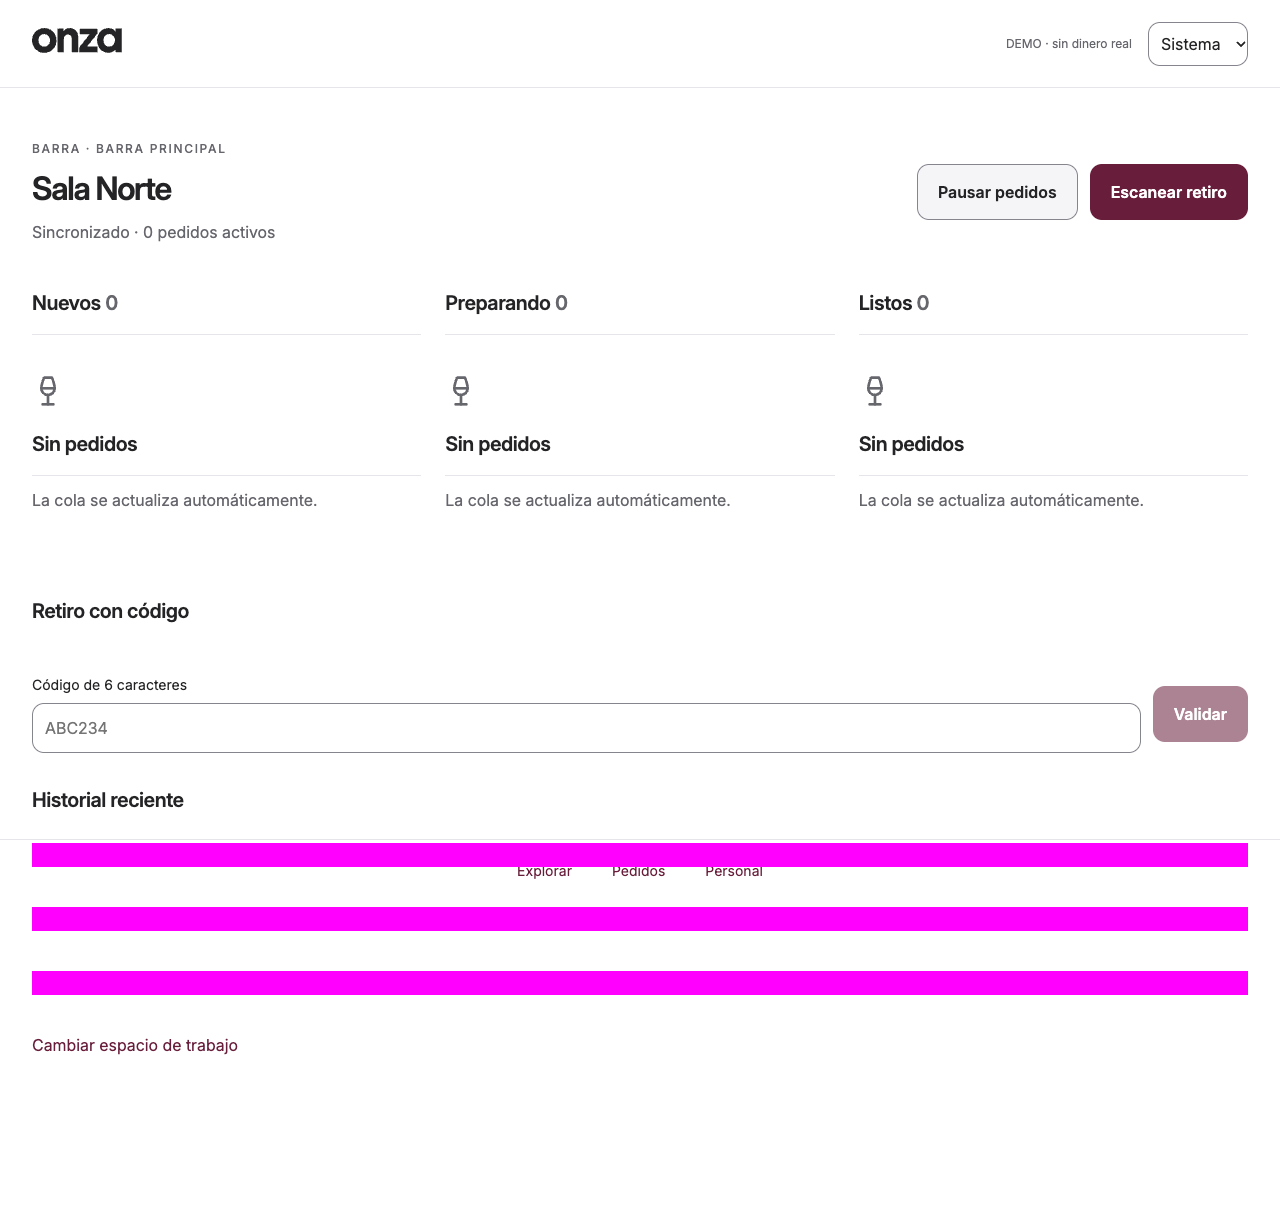 onza
DEMO · sin dinero real
Sistema
BARRA · BARRA PRINCIPAL
Sala Norte
Sincronizado · 0 pedidos activos
Pausar pedidos
Escanear retiro
Nuevos 0
Preparando 0
Listos 0
Sin pedidos
Sin pedidos
Sin pedidos
La cola se actualiza automáticamente.
La cola se actualiza automáticamente.
La cola se actualiza automáticamente.
Retiro con código
Código de 6 caracteres
ABC234
Validar
Historial reciente
Explorar
Pedidos
Personal
Cambiar espacio de trabajo